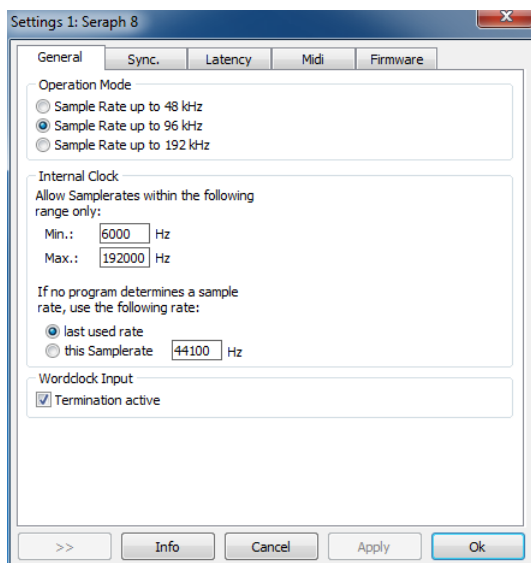 Settings 1: Seraph 8
General Sync. Latency Midi Firmware
Operation Mode
Sample Rate up to 48 kHz
Sample Rate up to 96 kHz
Sample Rate up to 192 kHz
Internal Clock
Allow Samplerates within the following
range only:
Min.: 6000 Hz
Max.: 192000 Hz
If no program determines a sample
rate, use the following rate:
last used rate
this Samplerate 44100 Hz
Wordclock Input
Termination active
>> Info Cancel Apply Ok